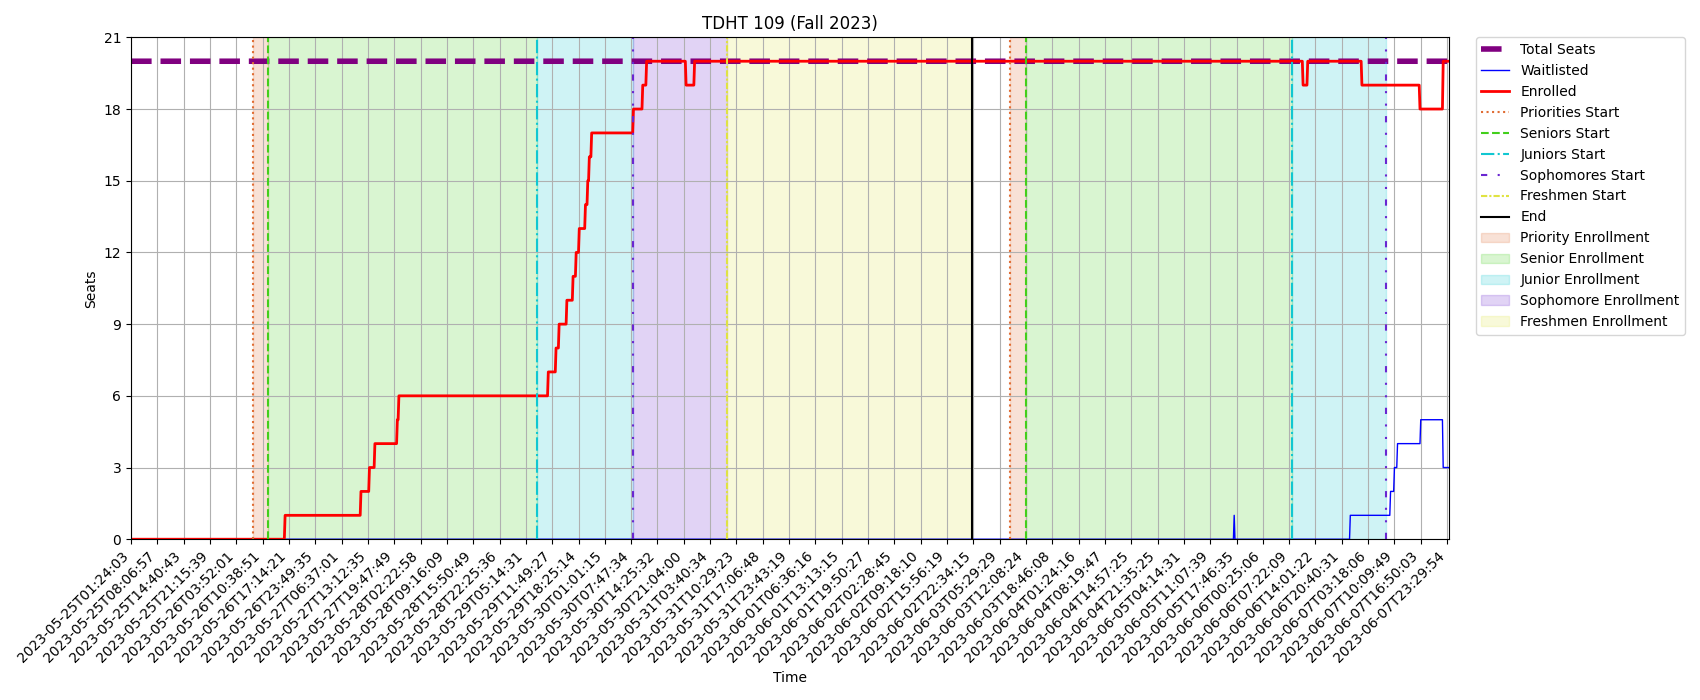 TDHT 109 (Fall 2023)
21
18
15
12
9
6
3
0
Seats
2023-05-25T01:24:03
2023-05-25T08:06:57
2023-05-25T14:40:43
2023-05-25T21:15:39
2023-05-26T03:52:01
2023-05-26T10:38:51
2023-05-26T17:14:21
2023-05-26T23:49:35
2023-05-27T06:37:01
2023-05-27T13:12:35
2023-05-27T19:47:49
2023-05-28T02:22:58
2023-05-28T09:16:09
2023-05-28T15:50:49
2023-05-28T22:25:36
2023-05-29T05:14:31
2023-05-29T11:49:27
2023-05-29T18:25:14
2023-05-30T01:01:15
2023-05-30T07:47:34
2023-05-30T14:25:32
2023-05-30T21:04:00
2023-05-31T03:40:34
2023-05-31T10:29:23
2023-05-31T17:06:48
2023-05-31T23:43:19
2023-06-01T06:36:16
2023-06-01T13:13:15
2023-06-01T19:50:27
2023-06-02T02:28:45
2023-06-02T09:18:10
2023-06-02T15:56:19
2023-06-02T22:34:15
2023-06-03T05:29:29
2023-06-03T12:08:24
2023-06-03T18:46:08
2023-06-04T01:24:16
2023-06-04T08:19:47
2023-06-04T14:57:25
2023-06-04T21:35:25
2023-06-05T04:14:31
2023-06-05T11:07:39
2023-06-05T17:46:35
2023-06-06T00:25:06
2023-06-06T07:22:09
2023-06-06T14:01:22
2023-06-06T20:40:31
2023-06-07T03:18:06
2023-06-07T10:09:49
2023-06-07T16:50:03
2023-06-07T23:29:54
Time
Total Seats
Waitlisted
Enrolled
Priorities Start
Seniors Start
Juniors Start
Sophomores Start
Freshmen Start
End
Priority Enrollment
Senior Enrollment
Junior Enrollment
Sophomore Enrollment
Freshmen Enrollment